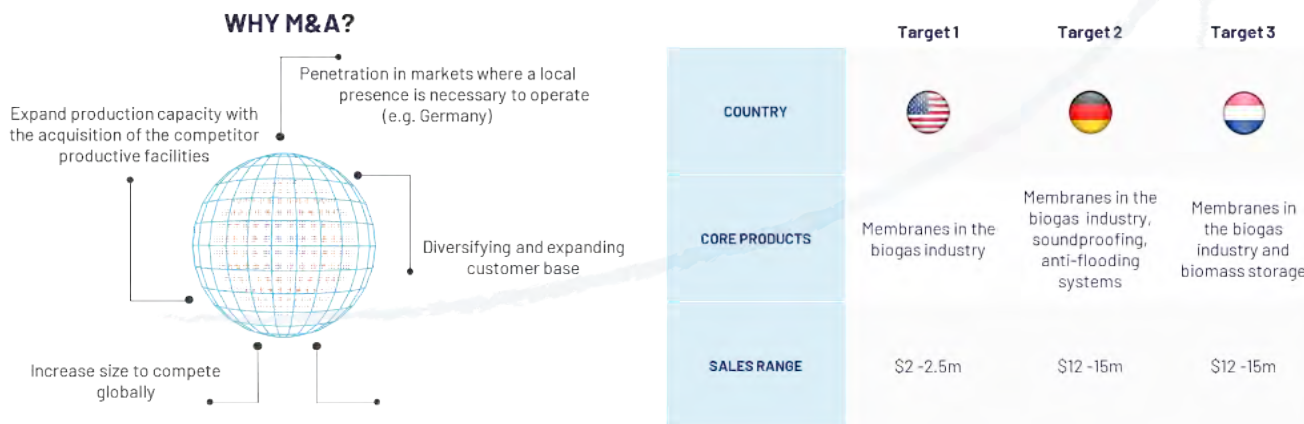 WHY M&A?
Penetration in markets where a local
presence is necessary to operate
(e.g. Germany)
Expand production capacity with
the acquisition of the competitor
productive facilities
Diversifying and expanding
customer base
Increase size to compete
globally
Target 1
Target 2
Target 3
COUNTRY
CORE PRODUCTS
Membranes in the
biogas industry
Membranes in the
biogas industry,
soundproofing,
anti-flooding
systems
Membranes in
the biogas
industry and
biomass storage
SALES RANGE
$2 -2.5m
$12 -15m
$12 -15m